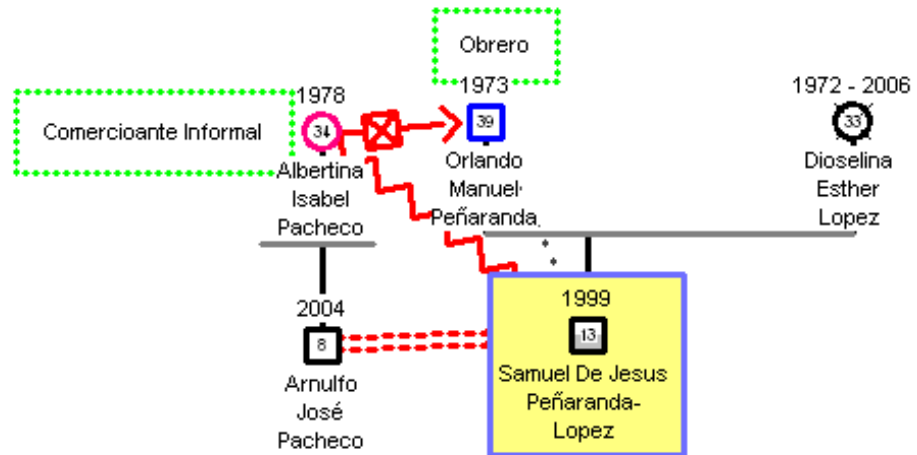 Obrero
1978
1973
1972 - 2006
Comercioante Informal
34
39
33
Albertina
Isabel
Pacheco
Orlando
Manuel
Peñaranda
Dioselina
Esther
Lopez
2004
1999
8
13
Arnulfo
José
Pacheco
Samuel De Jesus
Peñaranda-
Lopez